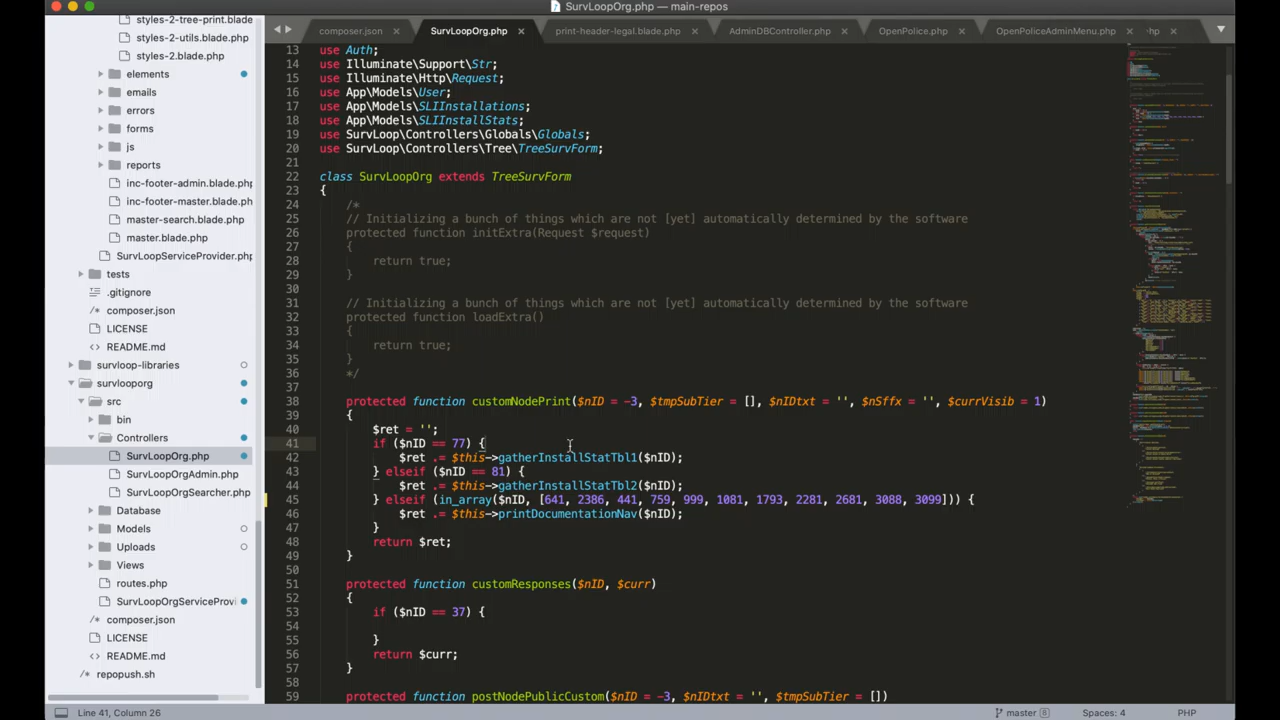 SurvLoopOrg.php — main-repos
composer.json
SurvLoopOrg.php
print-header-legal.blade.php
AdminDBController.php
OpenPolice.php
OpenPoliceAdminMenu.php
styles-2-tree-print.blade
styles-2-utils.blade.php
styles-2.blade.php
elements
emails
errors
forms
js
reports
inc-footer-admin.blade.php
inc-footer-master.blade.php
master-search.blade.php
master.blade.php
SurvLoopServiceProvider.php
tests
.gitignore
composer.json
LICENSE
README.md
survloop-libraries
survlooporg
src
bin
Controllers
SurvLoopOrg.php
SurvLoopOrgAdmin.php
SurvLoopOrgSearcher.php
Database
Models
Uploads
Views
routes.php
SurvLoopOrgServiceProvi
composer.json
LICENSE
README.md
repopush.sh
13 use Auth;
14 use Illuminate\Support\Str;
15 use Illuminate\Http\Request;
16 use App\Models\User;
17 use App\Models\SLIInstallations;
18 use App\Models\SLIInstallStats;
19 use SurvLoop\Controllers\Globals\Globals;
20 use SurvLoop\Controllers\Tree\TreeSurvForm;
21
22 class SurvLoopOrg extends TreeSurvForm
23 {
24 /*
25 // Initializing a bunch of things which are not [yet] automatically determined by the software
26 protected function initExtra(Request $request)
27 {
28 return true;
29 }
30
31 // Initializing a bunch of things which are not [yet] automatically determined by the software
32 protected function loadExtra()
33 {
34 return true;
35 }
36 */
37
38 protected function customNodePrint($nID = -3, $tmpSubTier = [], $nIDtxt = '', $nSffx = '', $currVisib = 1)
39 {
40 $ret = '';
41 if ($nID == 77) {
42 $ret .= $this->gatherInstallStatTbl1($nID);
43 } elseif ($nID == 81) {
44 $ret .= $this->gatherInstallStatTbl2($nID);
45 } elseif (in_array($nID, [641, 2386, 441, 759, 999, 1081, 1793, 2281, 2681, 3088, 3099])) {
46 $ret .= $this->printDocumentationNav($nID);
47 }
48 return $ret;
49 }
50
51 protected function customResponses($nID, $curr)
52 {
53 if ($nID == 37) {
54
55 }
56 return $curr;
57 }
58
59 protected function postNodePublicCustom($nID = -3, $nIDtxt = '', $tmpSubTier = [])
Line 41, Column 26
master 6
Spaces: 4
PHP